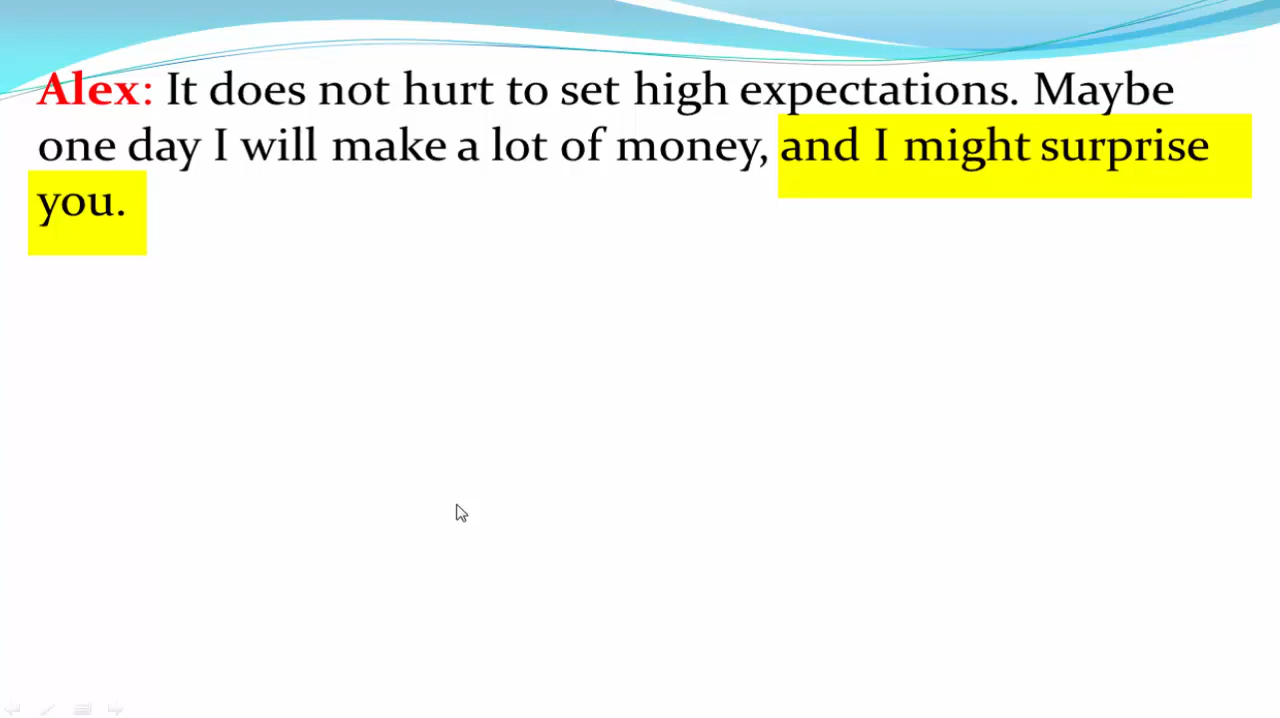 Alex: It does not hurt to set high expectations. Maybe
one day I will make a lot of money, and I might surprise
you.